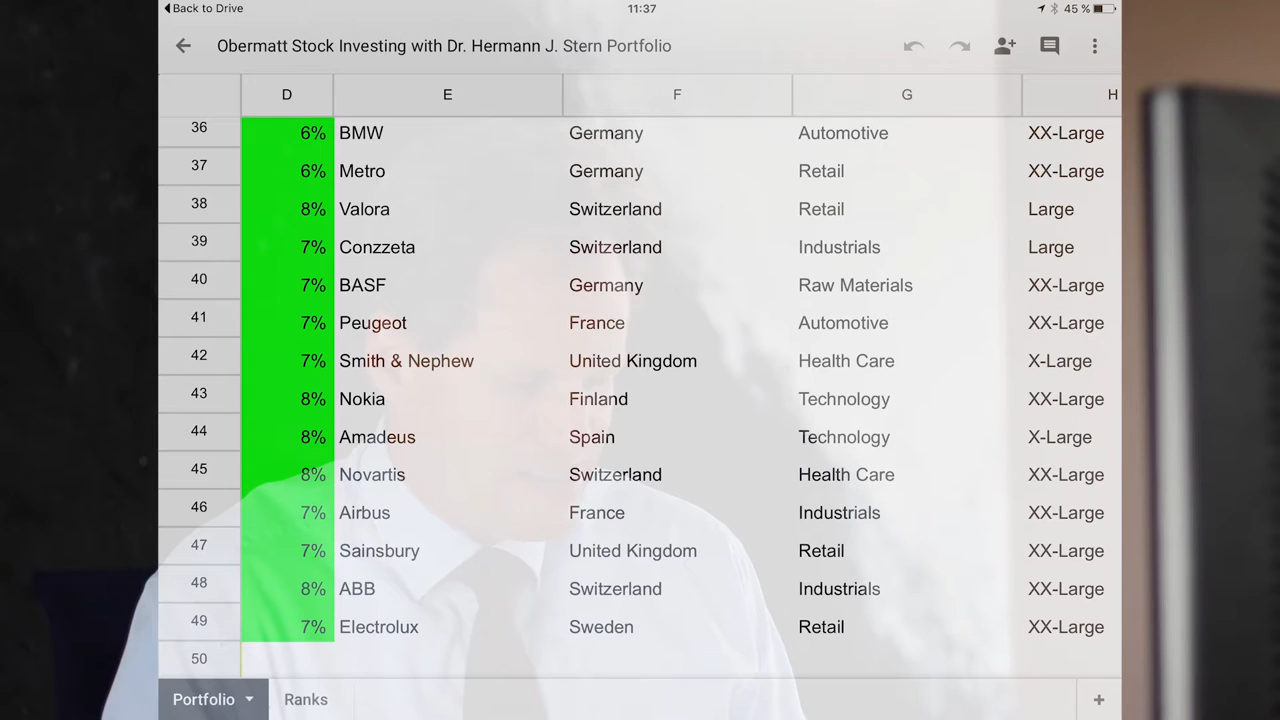 Back to Drive 11:37 45 %
Obermatt Stock Investing with Dr. Hermann J. Stern Portfolio
D E F G H
36 6% BMW Germany Automotive XX-Large
37 6% Metro Germany Retail XX-Large
38 8% Valora Switzerland Retail Large
39 7% Conzzeta Switzerland Industrials Large
40 7% BASF Germany Raw Materials XX-Large
41 7% Peugeot France Automotive XX-Large
42 7% Smith & Nephew United Kingdom Health Care X-Large
43 8% Nokia Finland Technology XX-Large
44 8% Amadeus Spain Technology X-Large
45 8% Novartis Switzerland Health Care XX-Large
46 7% Airbus France Industrials XX-Large
47 7% Sainsbury United Kingdom Retail XX-Large
48 8% ABB Switzerland Industrials XX-Large
49 7% Electrolux Sweden Retail XX-Large
50
Portfolio Ranks +